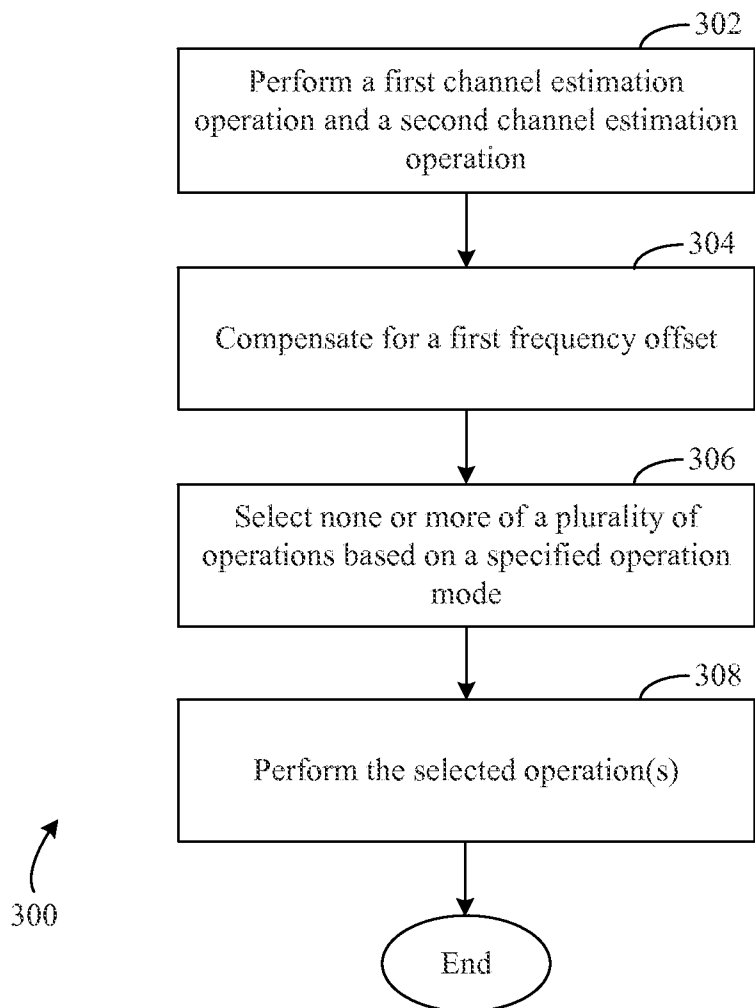 302
Perform a first channel estimation
operation and a second channel estimation
operation
304
Compensate for a first frequency offset
306
Select none or more of a plurality of
operations based on a specified operation
mode
308
Perform the selected operation(s)
300
End